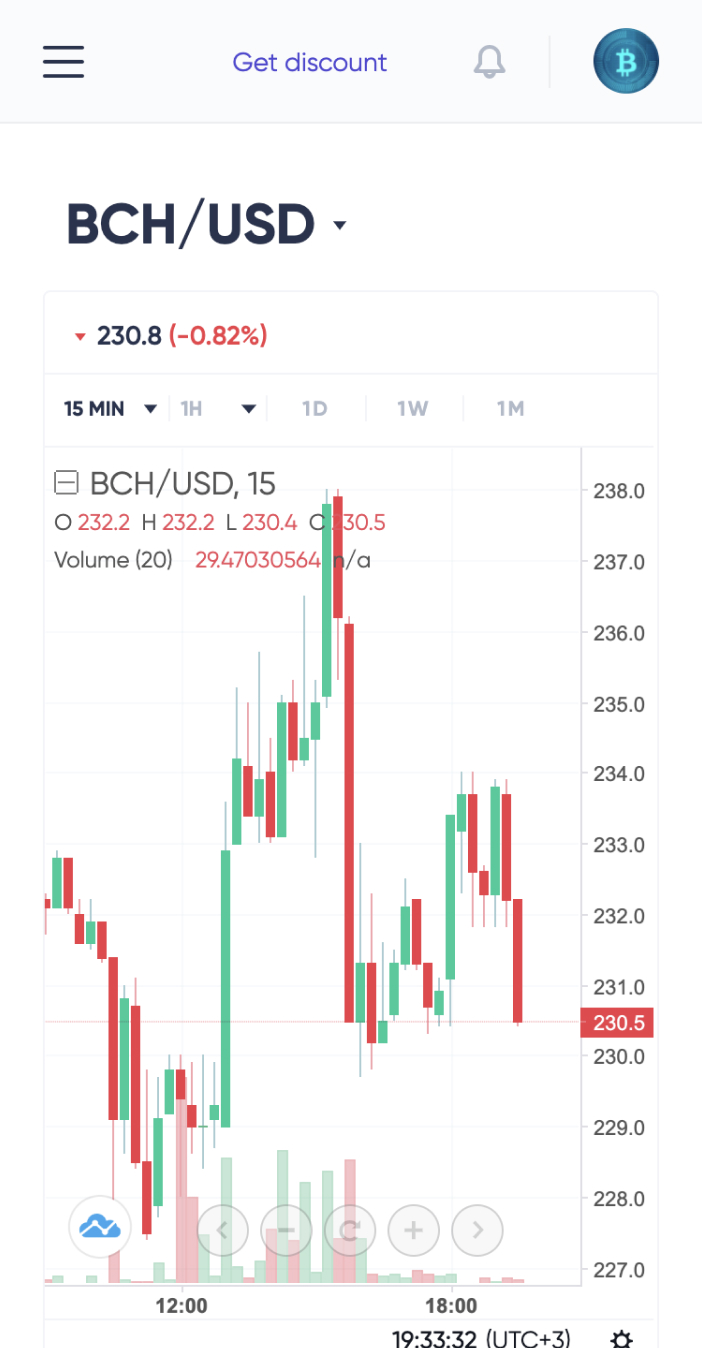 Get discount
BCH/USD
230.8 (-0.82%)
15 MIN 1H 1D 1W 1M
BCH/USD, 15
O 232.2 H 232.2 L 230.4 C 230.5
Volume (20) 29.47030564 n/a
238.0
237.0
236.0
235.0
234.0
233.0
232.0
231.0
230.5
230.0
229.0
228.0
227.0
12:00 18:00
19:33:32 (UTC+3)